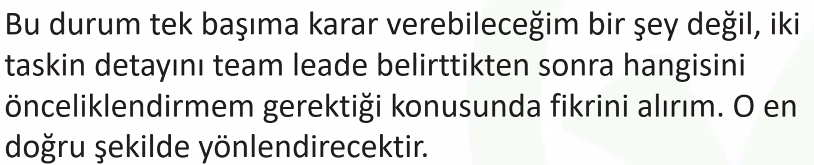 Bu durum tek başıma karar verebileceğim bir şey değil, iki
taskin detayını team leade belirttikten sonra hangisini
önceliklendirmem gerektiği konusunda fikrini alırım. O en
doğru şekilde yönlendirecektir.